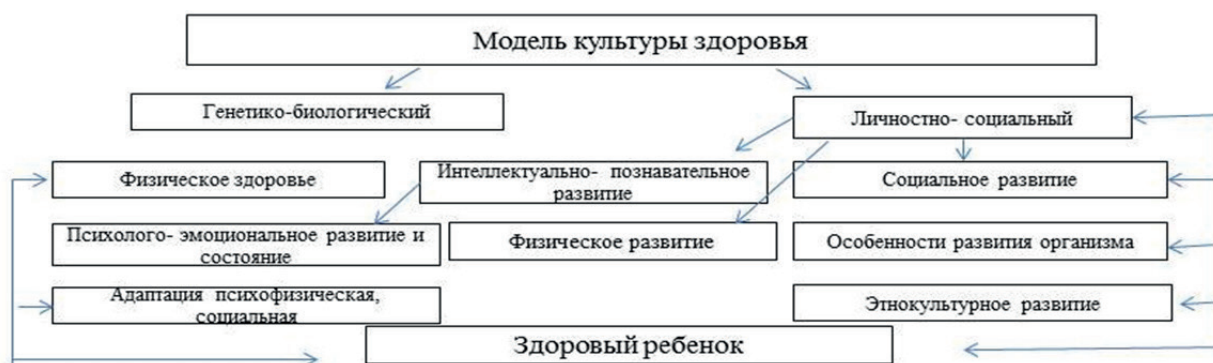 Модель культуры здоровья
Генетико-биологический
Личностно- социальный
Физическое здоровье
Интеллектуально- познавательное
развитие
Социальное развитие
Психолого- эмоциональное развитие и
состояние
Физическое развитие
Особенности развития организма
Адаптация психофизическая,
социальная
Этнокультурное развитие
Здоровый ребенок